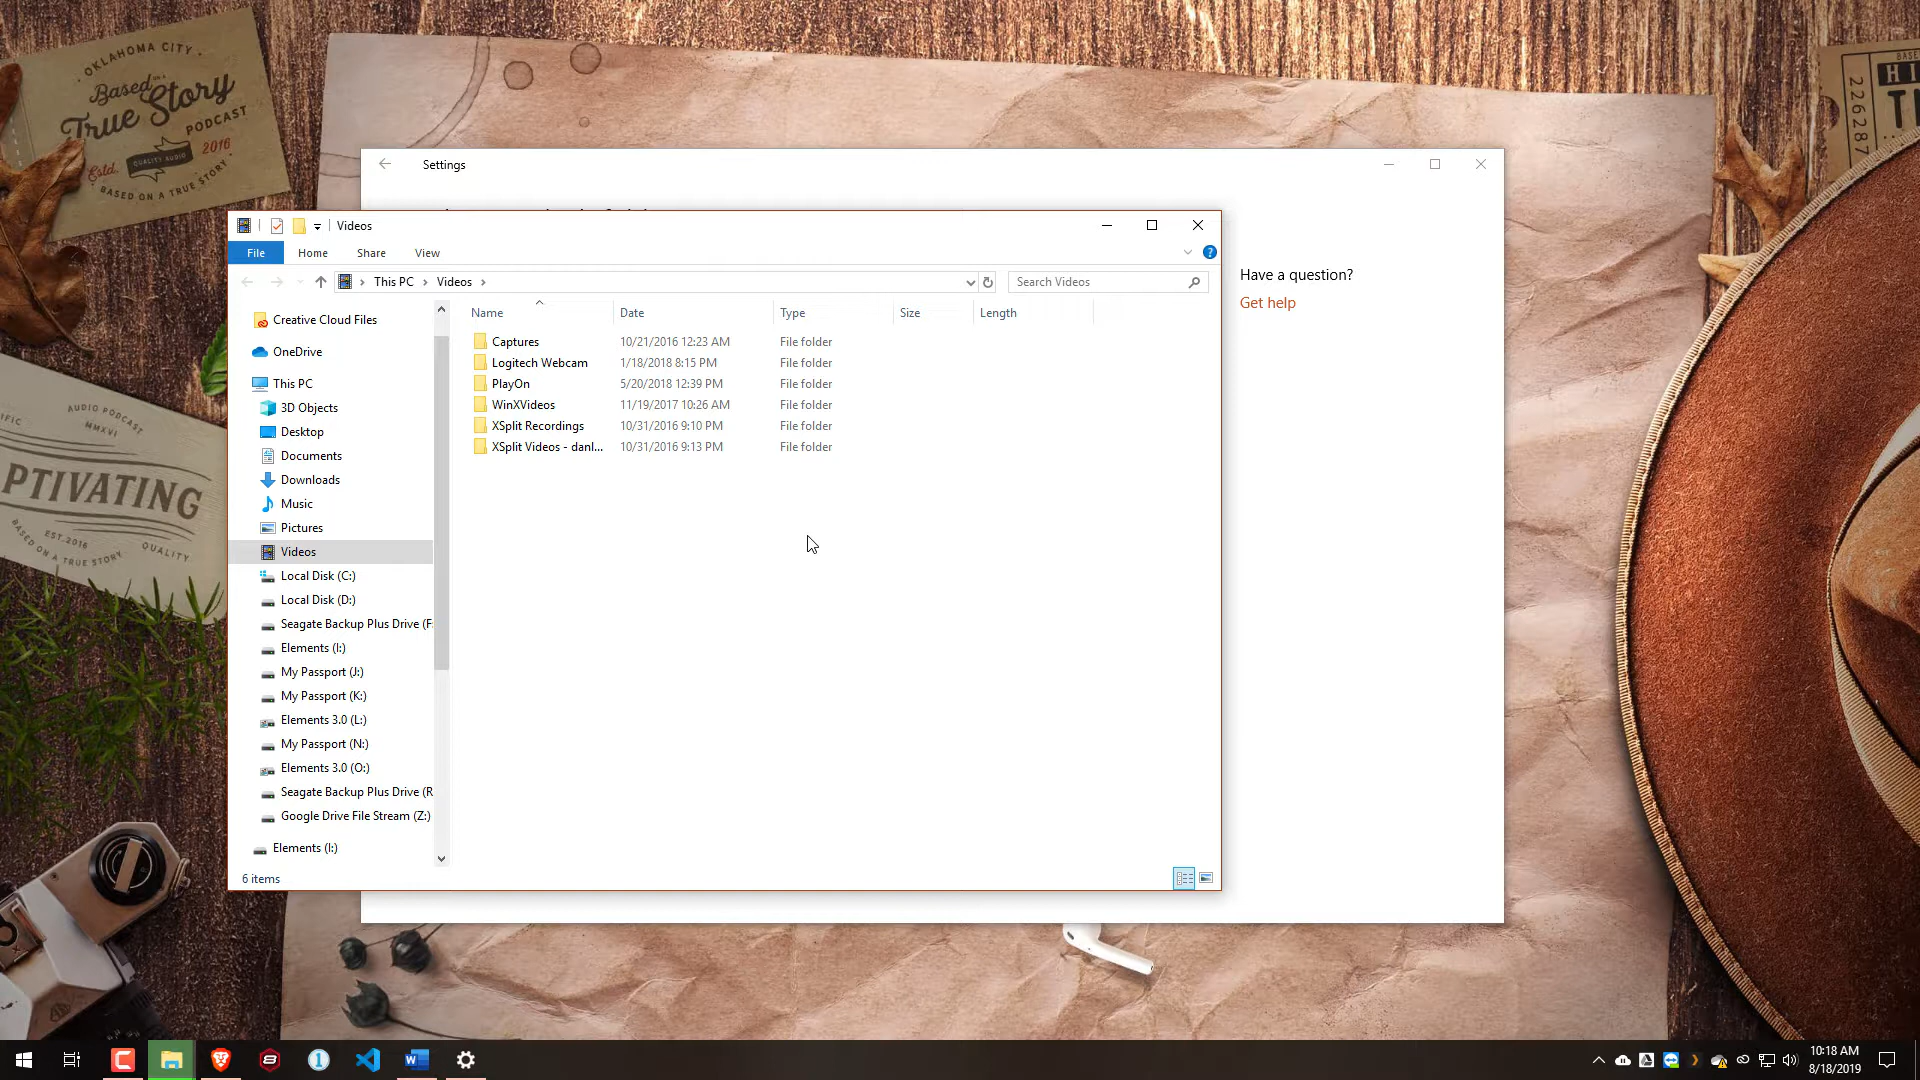 OKLAHOMA CITY
Based on a
True Story
PODCAST
Estd. QUALITY AUDIO 2016
BASED ON A TRUE STORY
226287
Settings
Have a question?
Get help
Videos
File Home Share View
This PC > Videos >
Search Videos
Name Date Type Size Length
Captures 10/21/2016 12:23 AM File folder
Logitech Webcam 1/18/2018 8:15 PM File folder
PlayOn 5/20/2018 12:39 PM File folder
WinXVideos 11/19/2017 10:26 AM File folder
XSplit Recordings 10/31/2016 9:10 PM File folder
XSplit Videos - danl... 10/31/2016 9:13 PM File folder
Creative Cloud Files
OneDrive
This PC
3D Objects
Desktop
Documents
Downloads
Music
Pictures
Videos
Local Disk (C:)
Local Disk (D:)
Seagate Backup Plus Drive (F:
Elements (I:)
My Passport (J:)
My Passport (K:)
Elements 3.0 (L:)
My Passport (N:)
Elements 3.0 (O:)
Seagate Backup Plus Drive (R
Google Drive File Stream (Z:)
Elements (I:)
6 items
AUDIO PODCAST
MMXVI
PTIVATING
EST. 2016 QUALITY
BASED ON A TRUE STORY
10:18 AM
8/18/2019